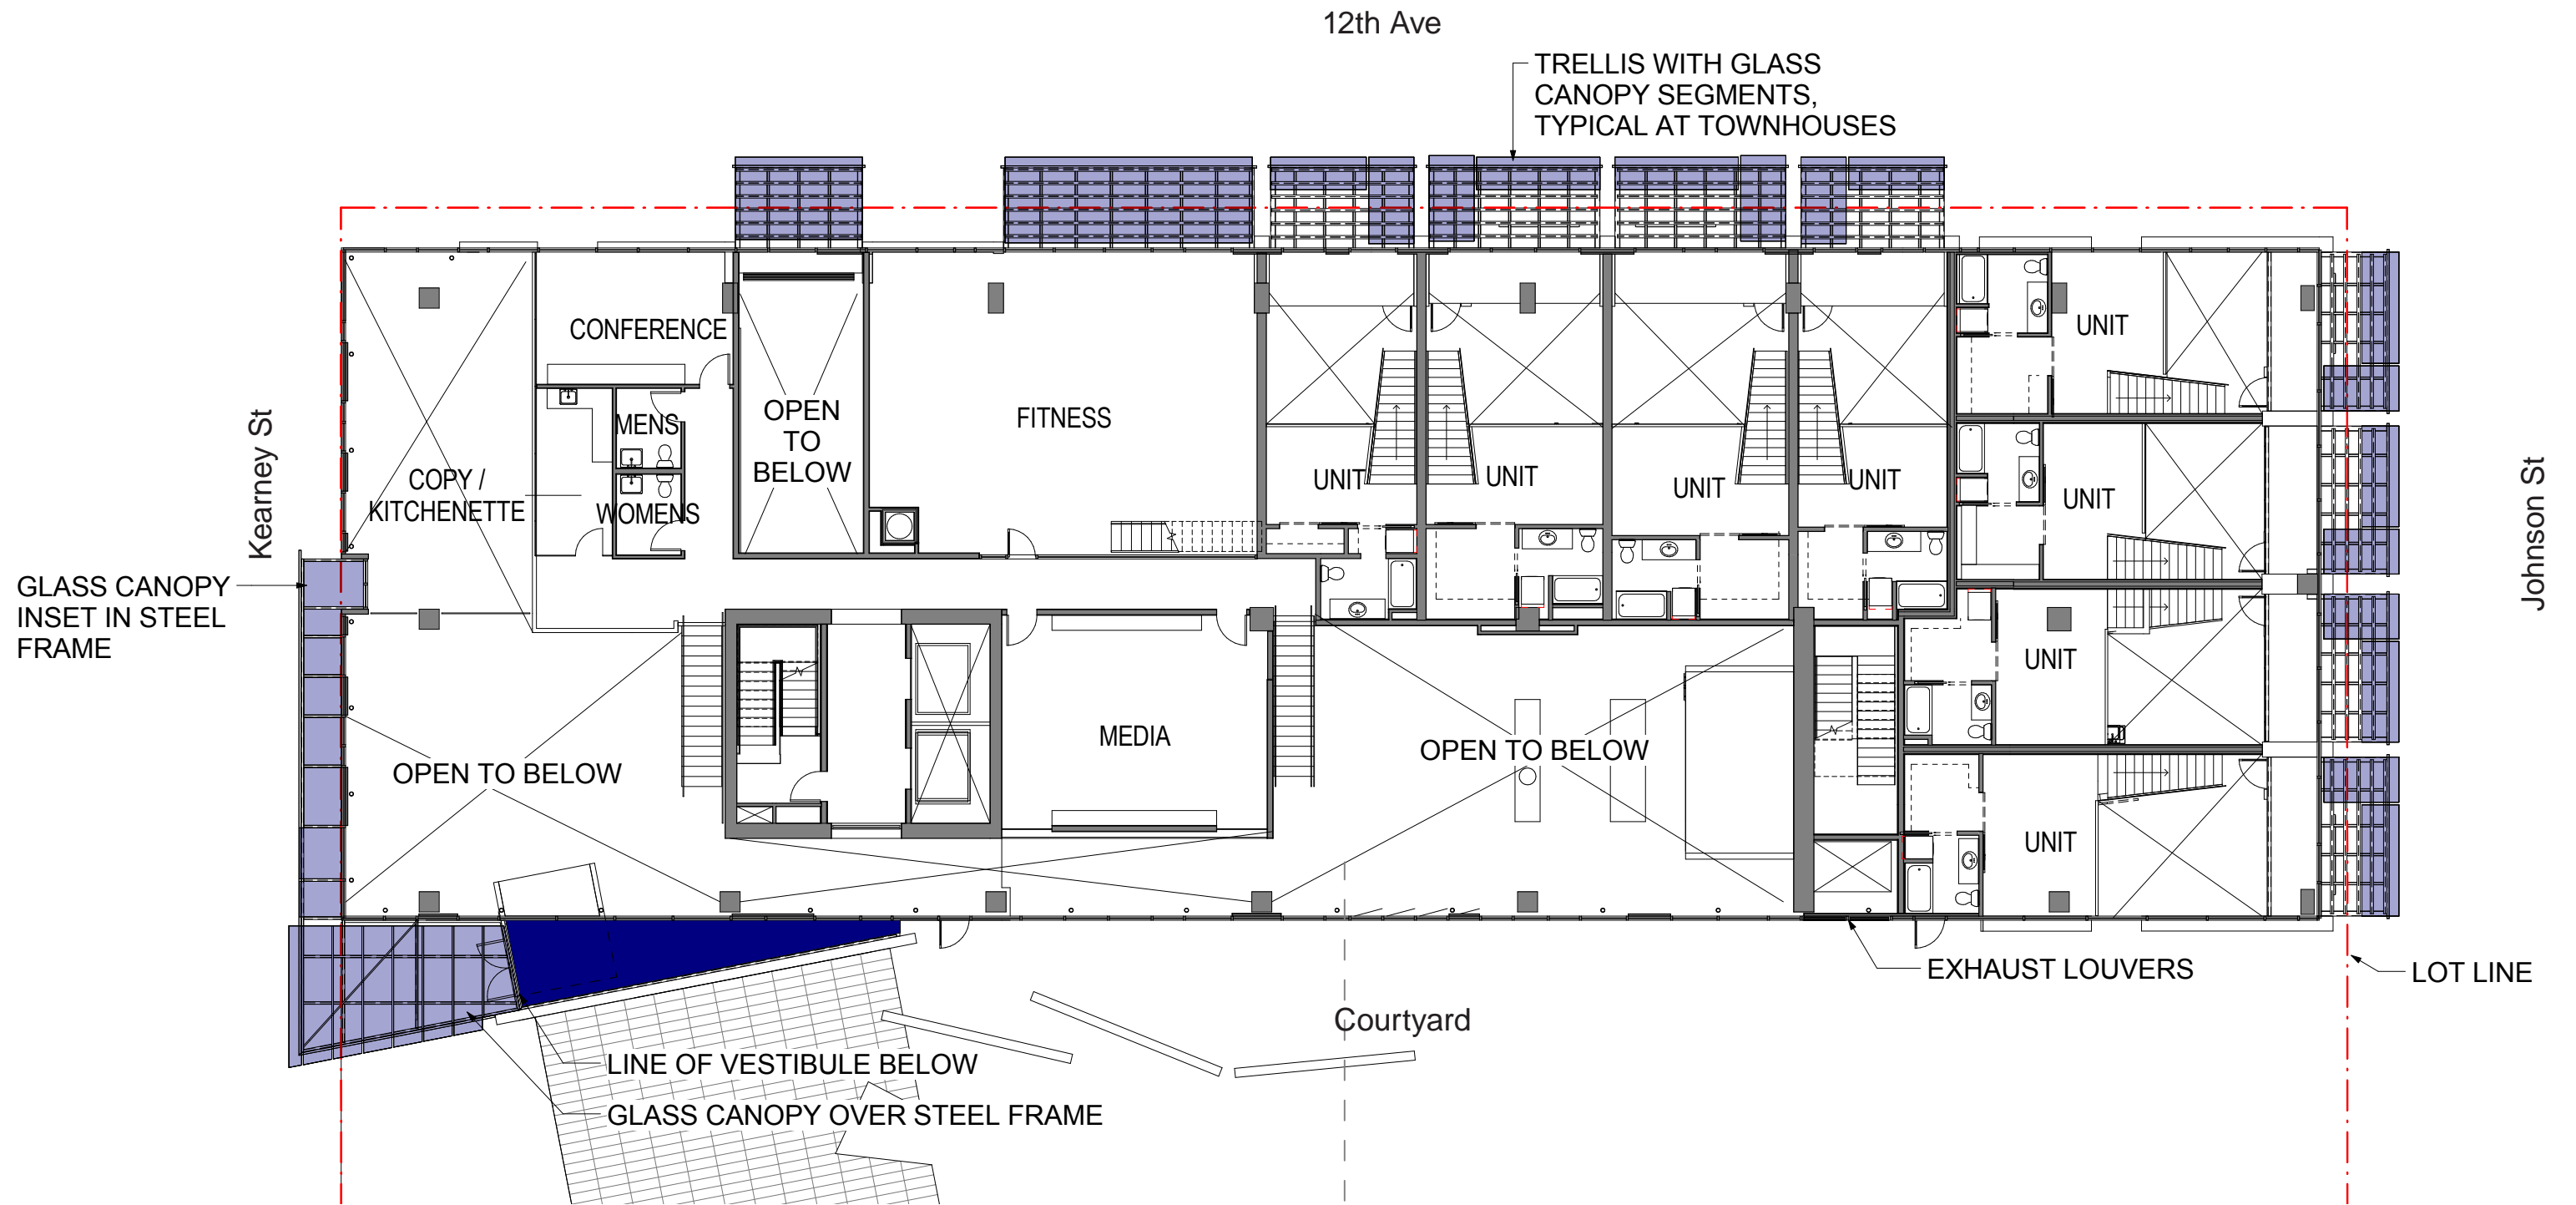 12th Ave
TRELLIS WITH GLASS
CANOPY SEGMENTS,
TYPICAL AT TOWNHOUSES
CONFERENCE
UNIT
OPEN
TO
BELOW
FITNESS
MENS
Kearney St
COPY /
KITCHENETTE
WOMENS
UNIT
UNIT
UNIT
UNIT
UNIT
Johnson St
GLASS CANOPY
INSET IN STEEL
FRAME
UNIT
MEDIA
OPEN TO BELOW
OPEN TO BELOW
UNIT
EXHAUST LOUVERS
LOT LINE
Courtyard
LINE OF VESTIBULE BELOW
GLASS CANOPY OVER STEEL FRAME